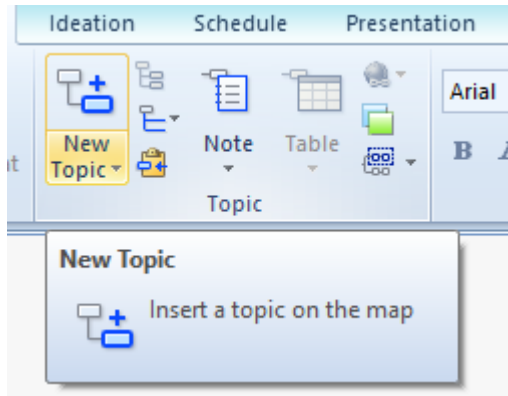 Ideation Schedule Presentation
New Topic
Note
Table
Arial
B
Topic
New Topic
Insert a topic on the map